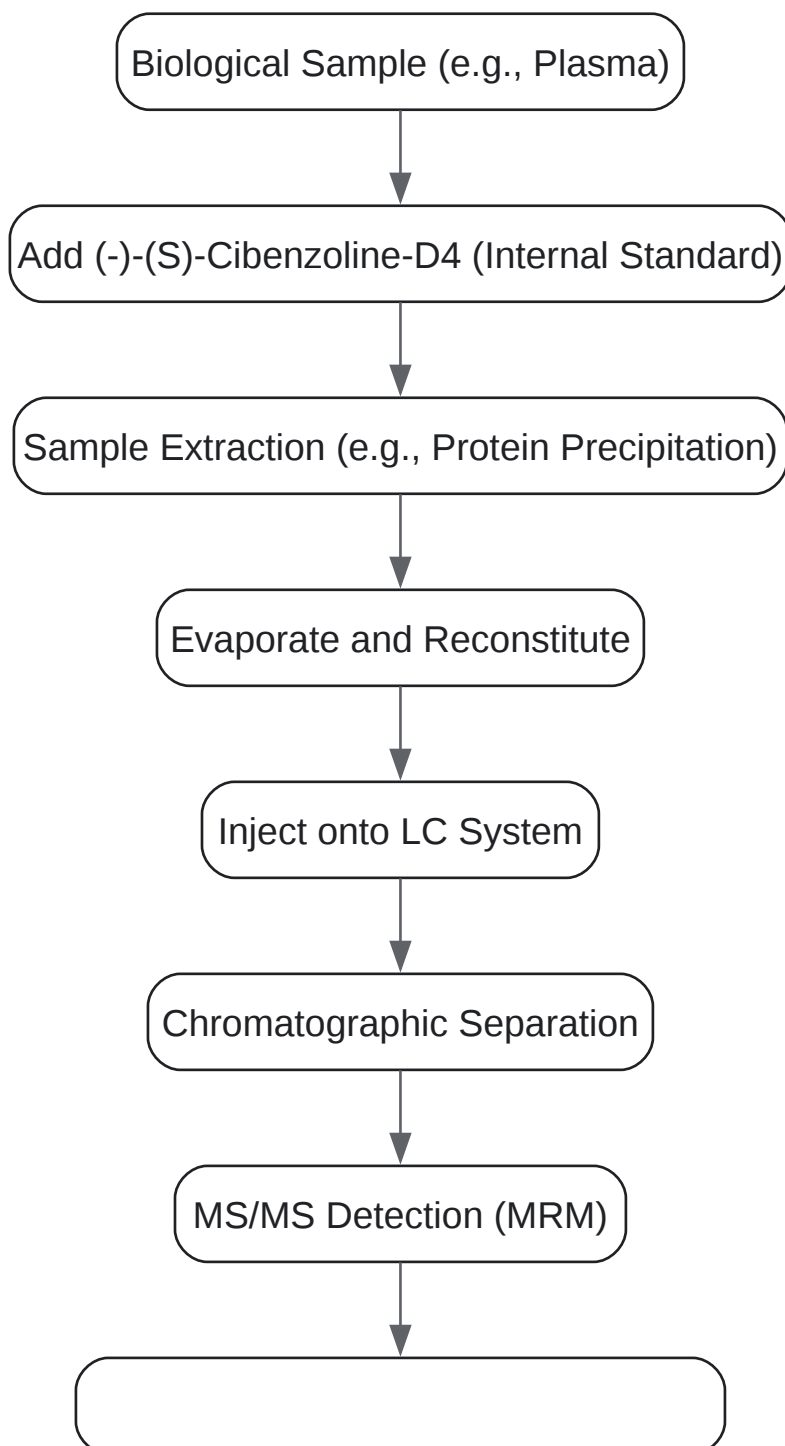 Biological Sample (e.g., Plasma)
Add (-)-(S)-Cibenzoline-D4 (Internal Standard)
Sample Extraction (e.g., Protein Precipitation)
Evaporate and Reconstitute
Inject onto LC System
Chromatographic Separation
MS/MS Detection (MRM)